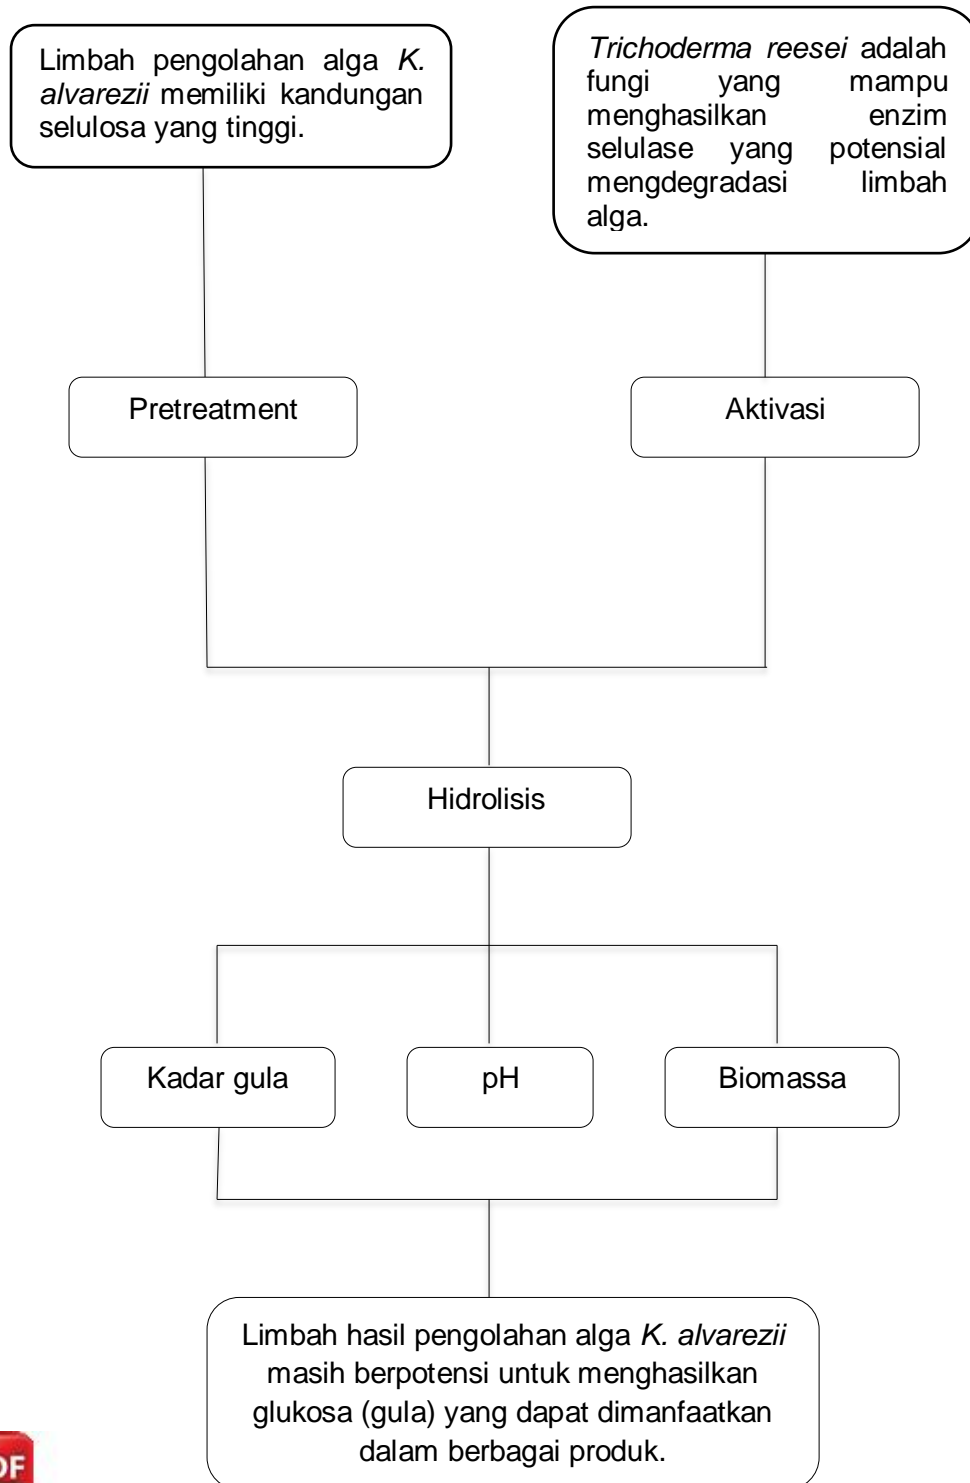 Limbah pengolahan alga K.
alvarezii memiliki kandungan
selulosa yang tinggi.
Trichoderma reesei adalah
fungi yang mampu
menghasilkan enzim
selulase yang potensial
mengdegradasi limbah
alga.
Pretreatment
Aktivasi
Hidrolisis
Kadar gula
pH
Biomassa
Limbah hasil pengolahan alga K. alvarezii
masih berpotensi untuk menghasilkan
glukosa (gula) yang dapat dimanfaatkan
dalam berbagai produk.
DF